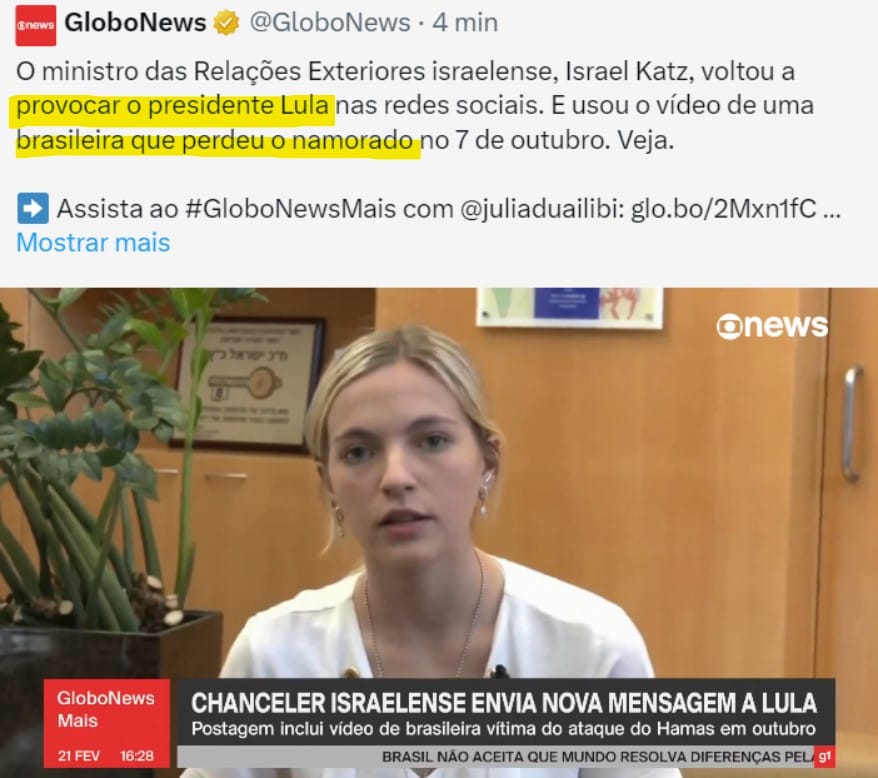 news GloboNews @GloboNews · 4 min
O ministro das Relações Exteriores israelense, Israel Katz, voltou a
provocar o presidente Lula nas redes sociais. E usou o vídeo de uma
brasileira que perdeu o namorado no 7 de outubro. Veja.
Assista ao #GloboNewsMais com @juliaduailibi: glo.bo/2Mxn1fC ...
Mostrar mais
news
ח"כ ישראל כ"ץ
GloboNews
Mais
21 FEV 16:28
CHANCELER ISRAELENSE ENVIA NOVA MENSAGEM A LULA
Postagem inclui vídeo de brasileira vítima do ataque do Hamas em outubro
BRASIL NÃO ACEITA QUE MUNDO RESOLVA DIFERENÇAS PEL g1